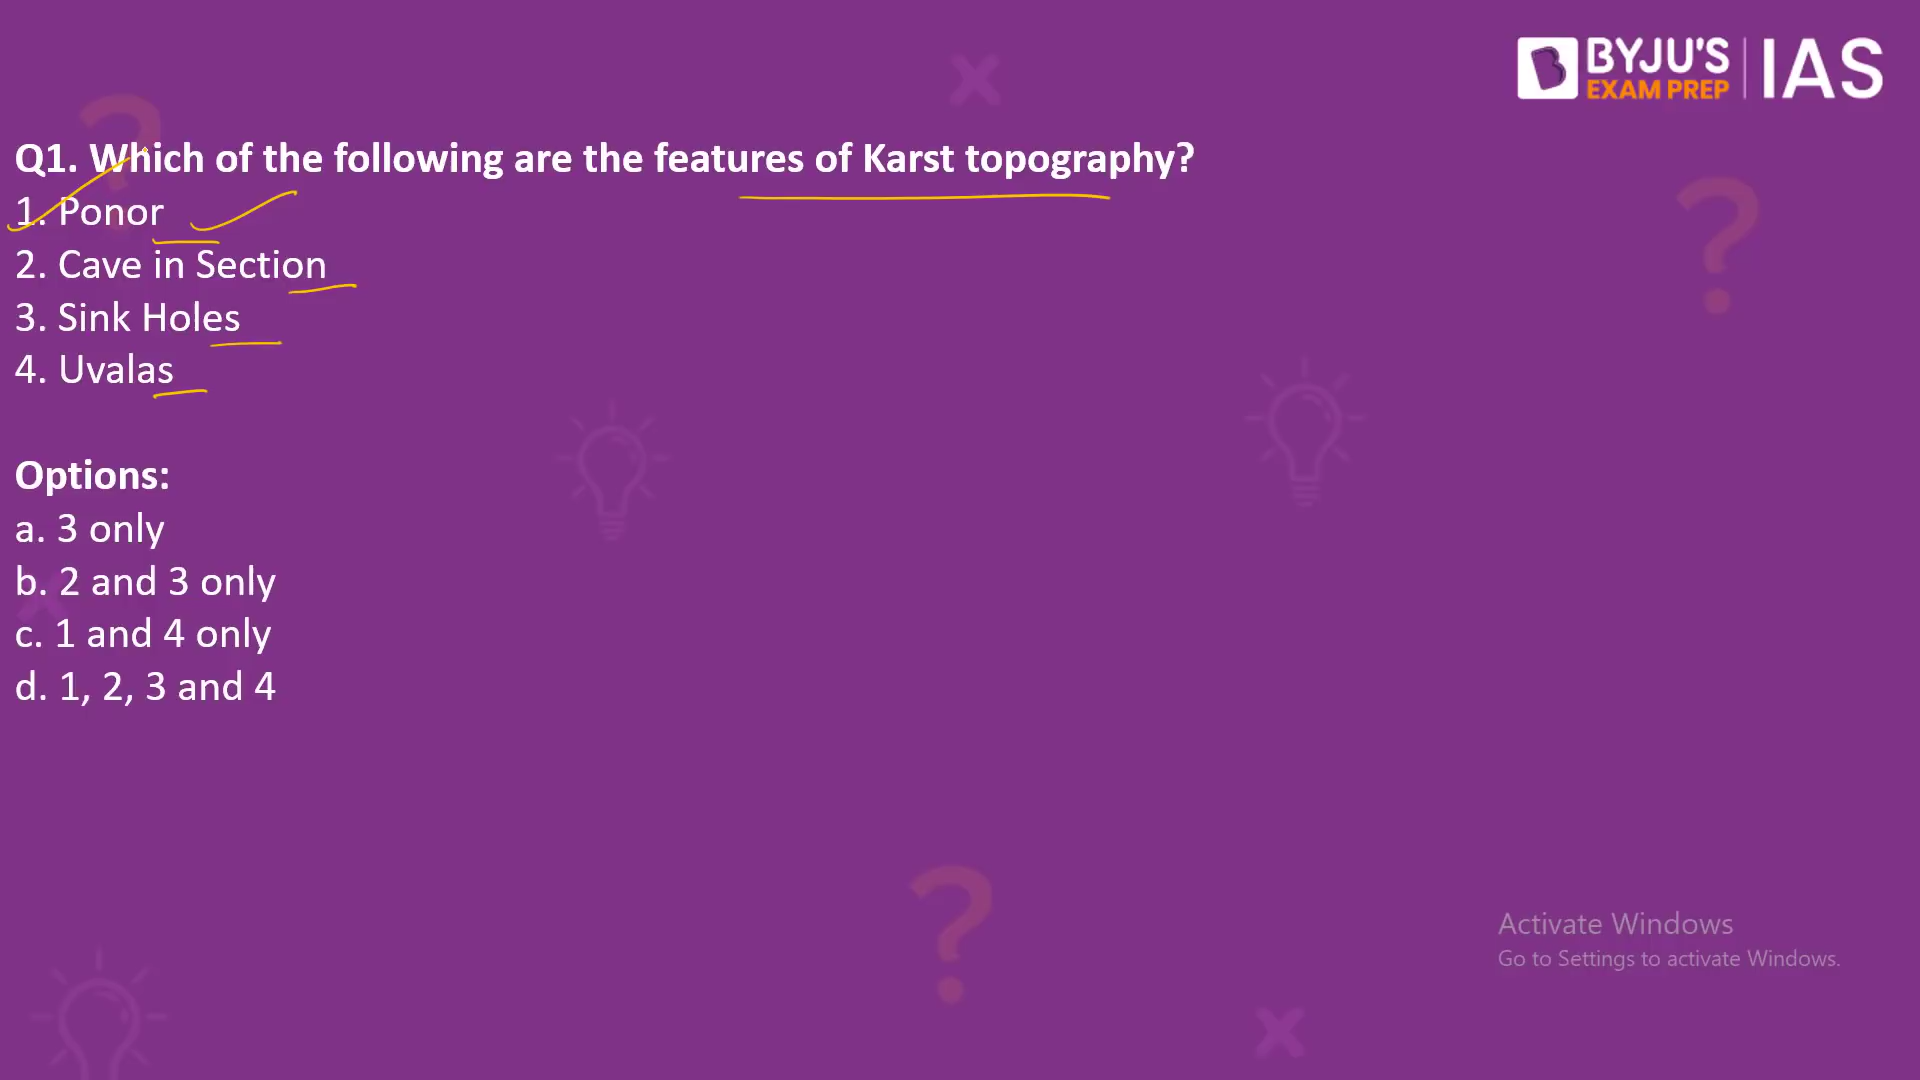 BYJU'S
EXAM PREP
IAS
Q1. Which of the following are the features of Karst topography?
1. Ponor
2. Cave in Section
3. Sink Holes
4. Uvalas
Options:
a. 3 only
b. 2 and 3 only
c. 1 and 4 only
d. 1, 2, 3 and 4
Activate Windows
Go to Settings to activate Windows.